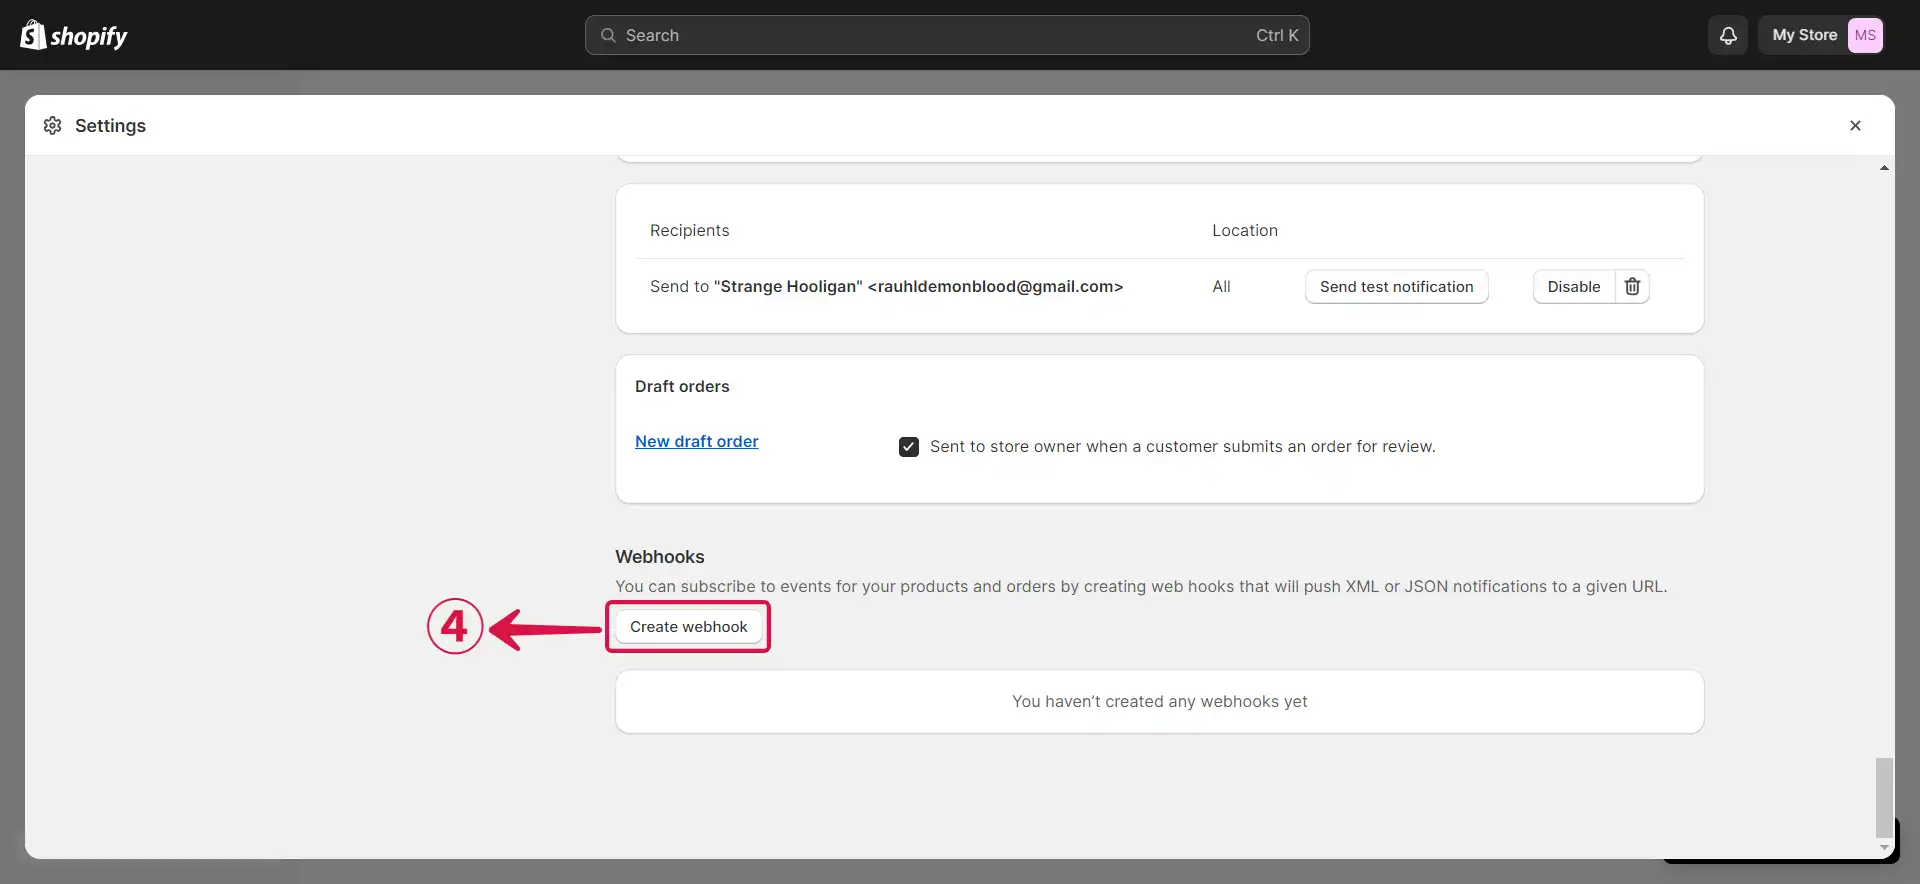 shopify
Search Ctrl K
My Store MS
Settings
Recipients Location
Send to "Strange Hooligan" <rauhldemonblood@gmail.com> All Send test notification Disable
Draft orders
New draft order Sent to store owner when a customer submits an order for review.
Webhooks
You can subscribe to events for your products and orders by creating web hooks that will push XML or JSON notifications to a given URL.
4 Create webhook
You haven’t created any webhooks yet